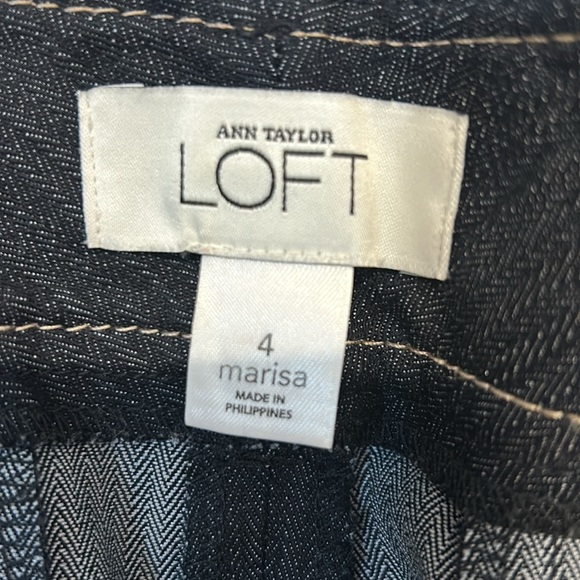 ANN TAYLOR
LOFT
4
marisa
MADE IN
PHILIPPINES